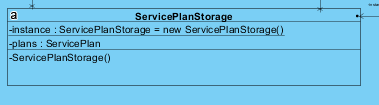 a
ServicePlanStorage
-instance : ServicePlanStorage = new ServicePlanStorage()
-plans : ServicePlan
-ServicePlanStorage()